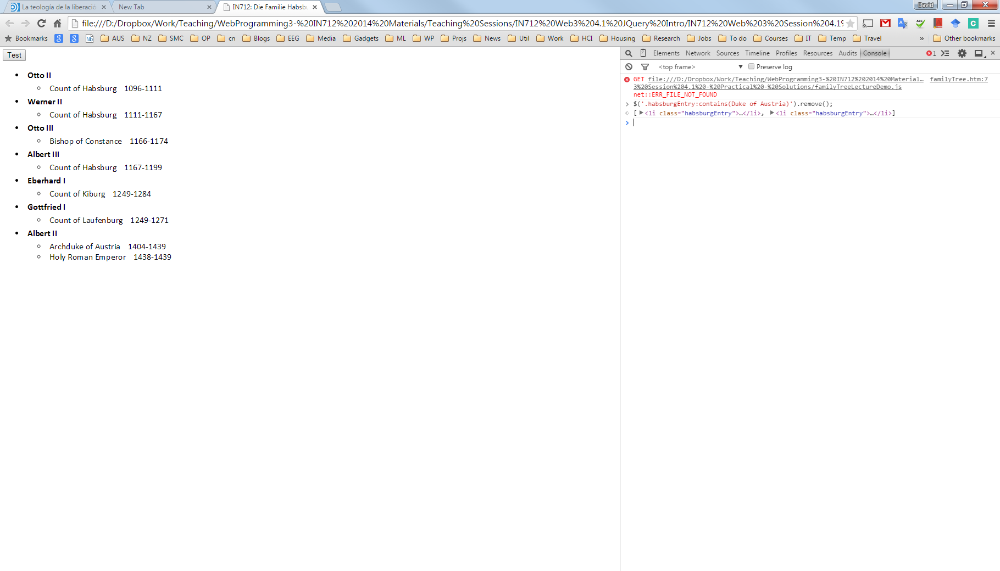 La teología de la liberació
New Tab
IN712: Die Familie Habsbu
David
file:///D:/Dropbox/Work/Teaching/WebProgramming3-%20IN712%202014%20Materials/Teaching%20Sessions/IN712%20Web3%204.1%20JQuery%20Intro/IN712%20Web%203%20Session%204.1%
Bookmarks AUS NZ SMC OP cn Blogs EEG Media Gadgets ML WP Projs News Util Work HCI Housing Research Jobs To do Courses IT Temp Travel » Other bookmarks
Test
Otto II
Count of Habsburg 1096-1111
Werner II
Count of Habsburg 1111-1167
Otto III
Bishop of Constance 1166-1174
Albert III
Count of Habsburg 1167-1199
Eberhard I
Count of Kiburg 1249-1284
Gottfried I
Count of Laufenburg 1249-1271
Albert II
Archduke of Austria 1404-1439
Holy Roman Emperor 1438-1439
Elements Network Sources Timeline Profiles Resources Audits Console 1
<top frame> Preserve log
GET file:///D:/Dropbox/Work/Teaching/WebProgramming3-%20IN712%202014%20Material… familyTree.htm:7
3%20Session%204.1%20-%20Practical%20-%20Solutions/familyTreeLectureDemo.js
net::ERR_FILE_NOT_FOUND
$('.habsburgEntry:contains(Duke of Austria)').remove();
[<li class="habsburgEntry">…</li>, <li class="habsburgEntry">…</li>]